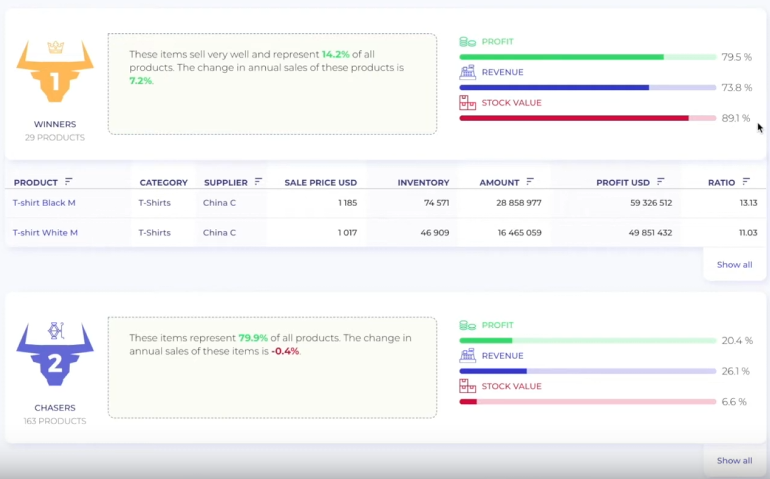 These items sell very well and represent 14.2% of all
products. The change in annual sales of these products is
7.2%.
1
WINNERS
29 PRODUCTS
PROFIT
79.5 %
REVENUE
73.8 %
STOCK VALUE
89.1 %
PRODUCT CATEGORY SUPPLIER SALE PRICE USD INVENTORY AMOUNT PROFIT USD RATIO
T-shirt Black M T-Shirts China C 1 185 74 571 28 858 977 59 326 512 13.13
T-shirt White M T-Shirts China C 1 017 46 909 16 465 059 49 851 432 11.03
Show all
These items represent 79.9% of all products. The change in
annual sales of these items is -0.4%.
2
CHASERS
163 PRODUCTS
PROFIT
20.4 %
REVENUE
26.1 %
STOCK VALUE
6.6 %
Show all